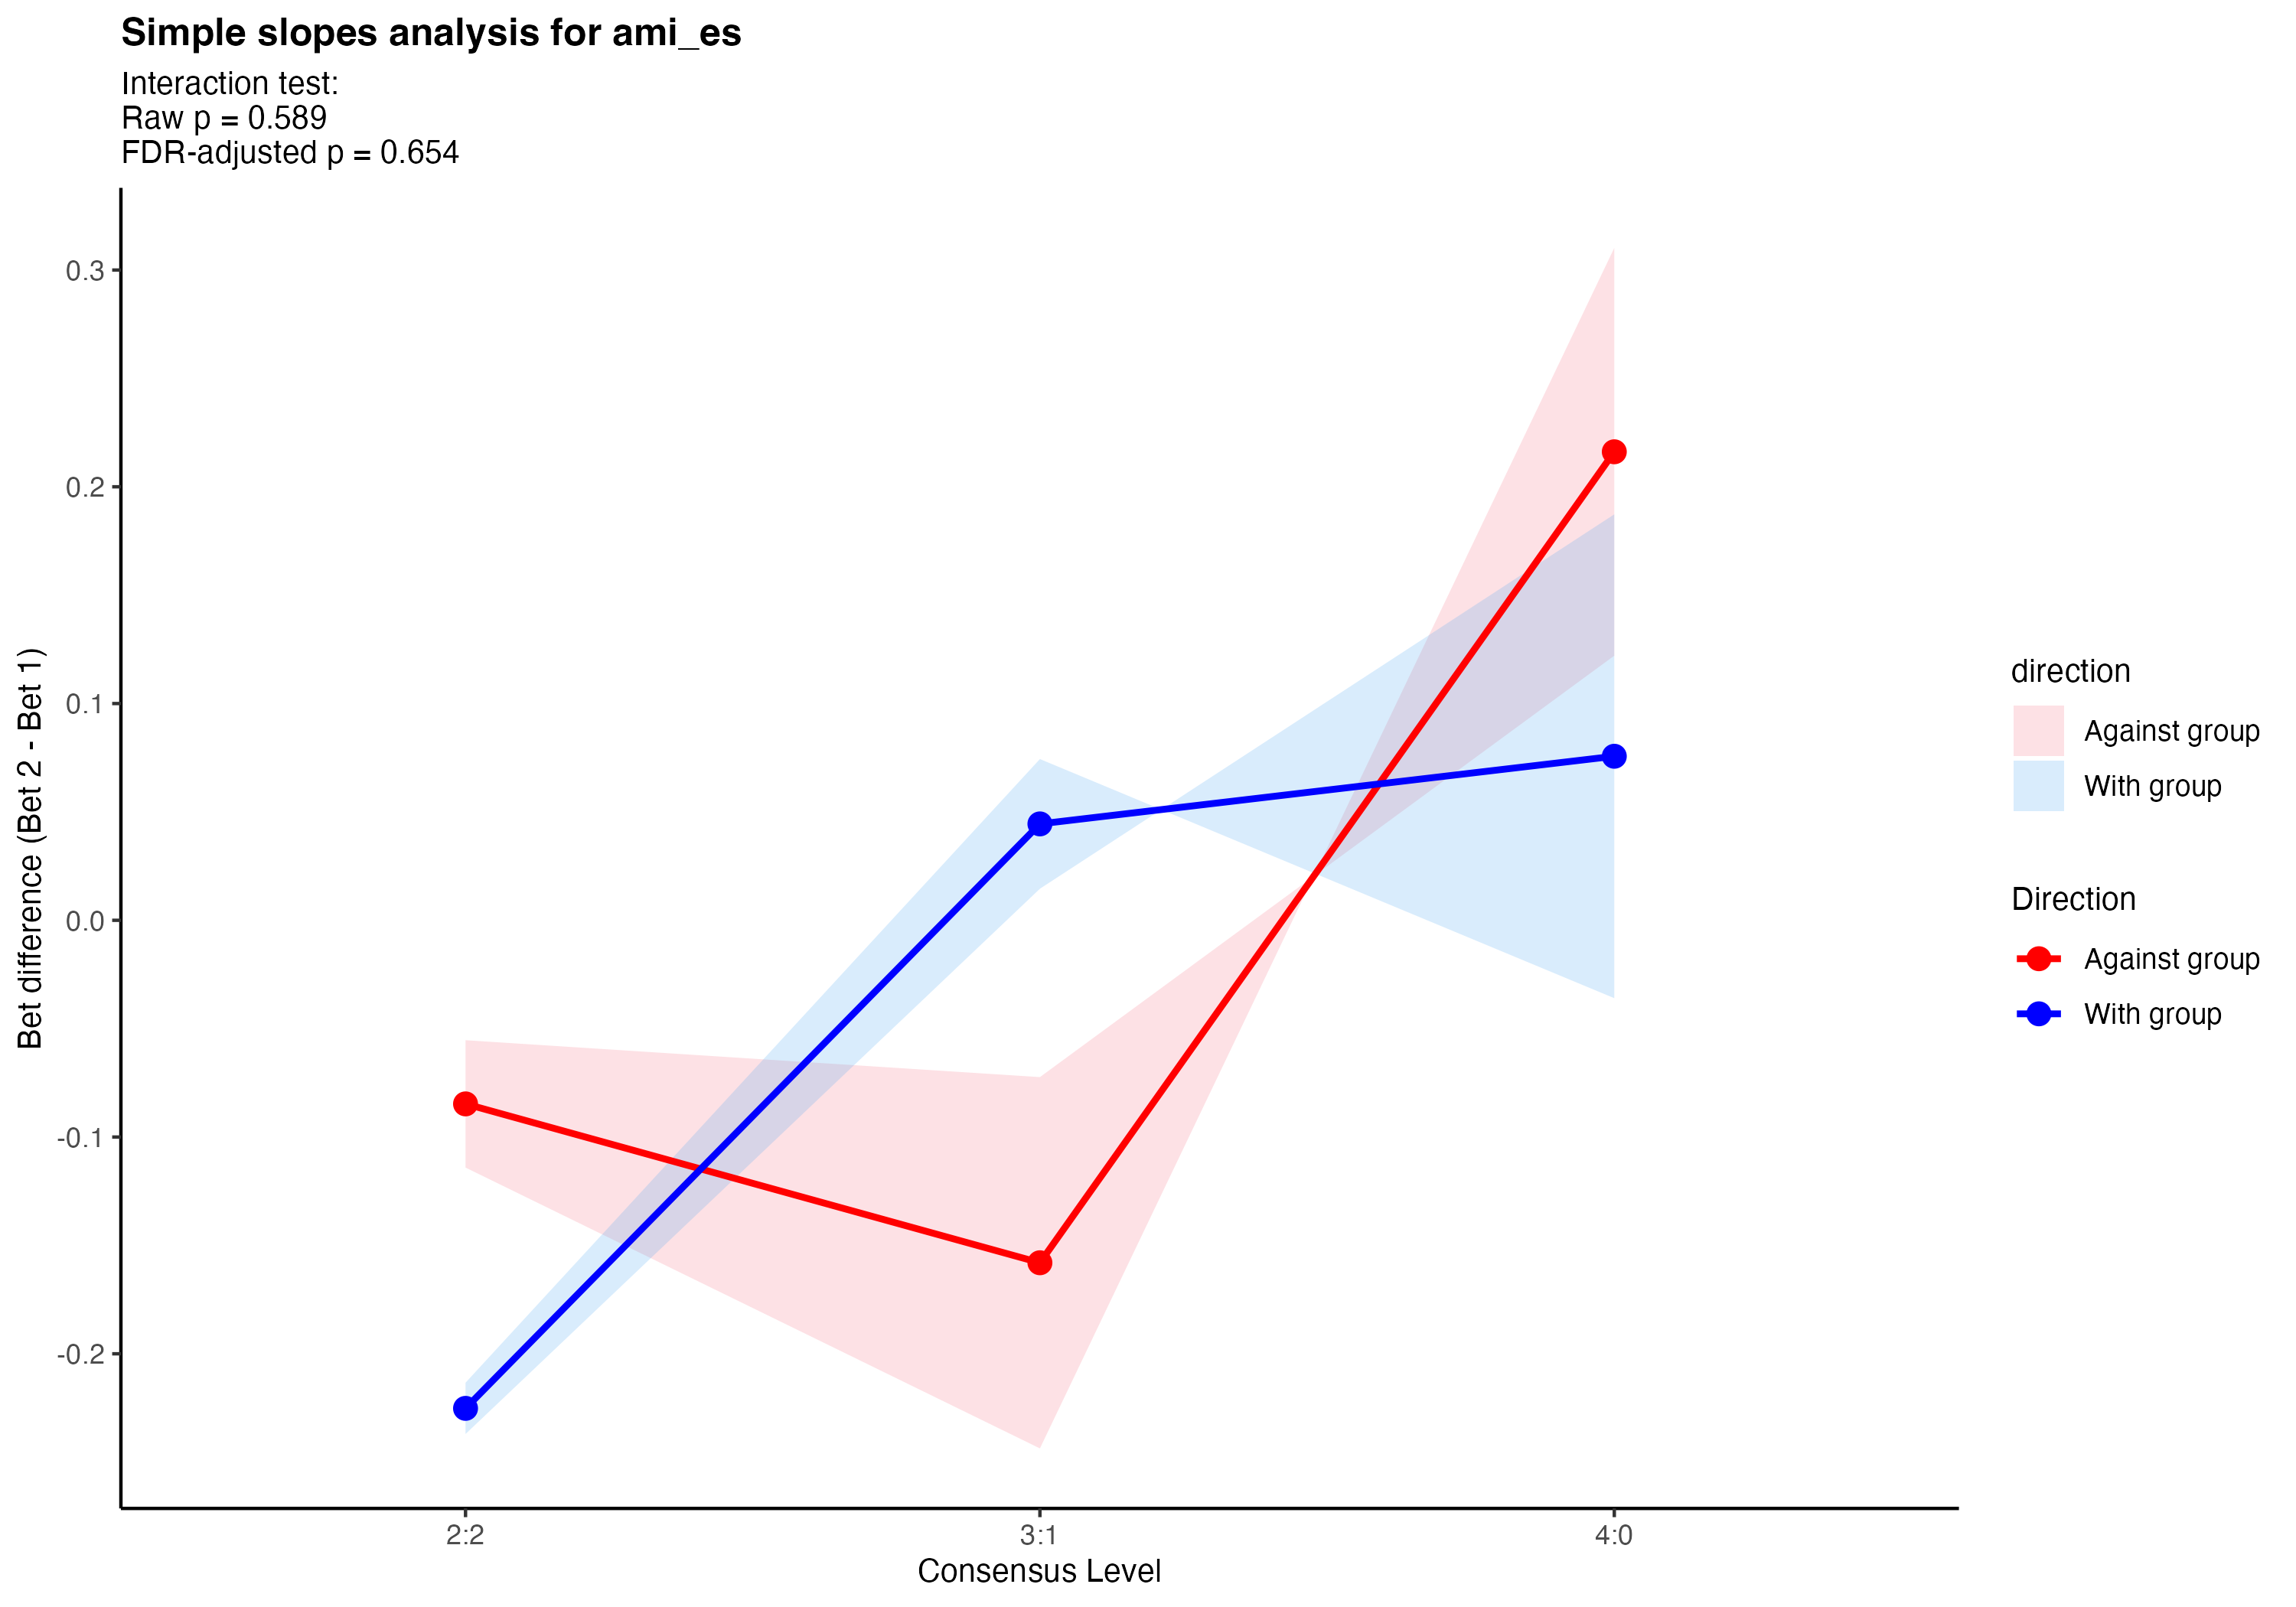 Simple slopes analysis for ami_es
Interaction test:
Raw p = 0.589
FDR-adjusted p = 0.654
Bet difference (Bet 2 - Bet 1)
0.3
0.2
0.1
0.0
-0.1
-0.2
2:2
3:1
4:0
Consensus Level
direction
Against group
With group
Direction
Against group
With group